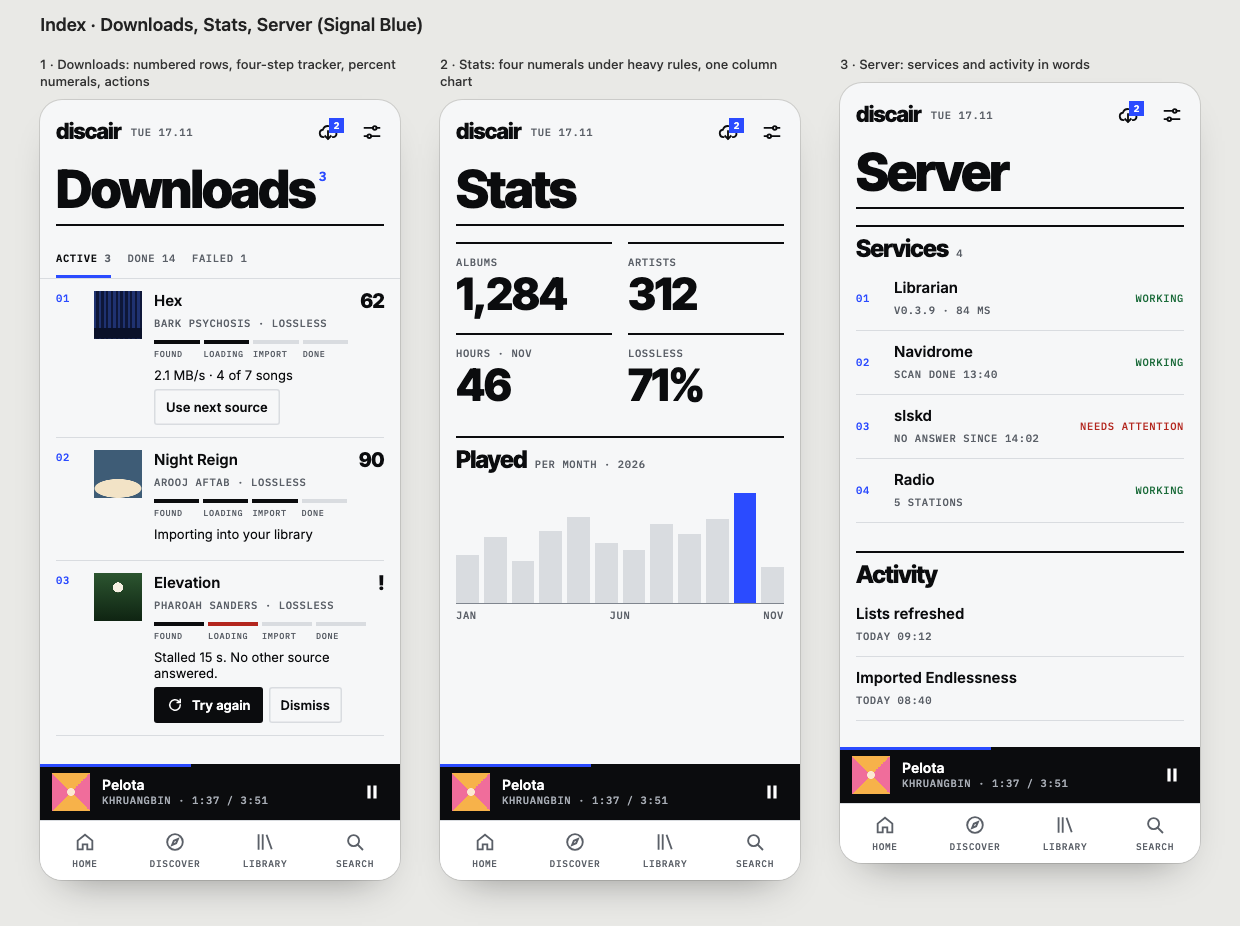 Index · Downloads, Stats, Server (Signal Blue)
1 · Downloads: numbered rows, four-step tracker, percent
numerals, actions
discair TUE 17.11 2
Downloads 3
ACTIVE 3 DONE 14 FAILED 1
01 Hex 62
BARK PSYCHOSIS · LOSSLESS
FOUND LOADING IMPORT DONE
2.1 MB/s · 4 of 7 songs
Use next source
02 Night Reign 90
AROOJ AFTAB · LOSSLESS
FOUND LOADING IMPORT DONE
Importing into your library
03 Elevation !
PHAROAH SANDERS · LOSSLESS
FOUND LOADING IMPORT DONE
Stalled 15 s. No other source
answered.
Try again Dismiss
Pelota
KHRUANGBIN · 1:37 / 3:51
HOME DISCOVER LIBRARY SEARCH
2 · Stats: four numerals under heavy rules, one column
chart
discair TUE 17.11 2
Stats
ALBUMS ARTISTS
1,284 312
HOURS · NOV LOSSLESS
46 71%
Played PER MONTH · 2026
JAN JUN NOV
Pelota
KHRUANGBIN · 1:37 / 3:51
HOME DISCOVER LIBRARY SEARCH
3 · Server: services and activity in words
discair TUE 17.11 2
Server
Services 4
01 Librarian WORKING
V0.3.9 · 84 MS
02 Navidrome WORKING
SCAN DONE 13:40
03 slskd NEEDS ATTENTION
NO ANSWER SINCE 14:02
04 Radio WORKING
5 STATIONS
Activity
Lists refreshed
TODAY 09:12
Imported Endlessness
TODAY 08:40
Pelota
KHRUANGBIN · 1:37 / 3:51
HOME DISCOVER LIBRARY SEARCH